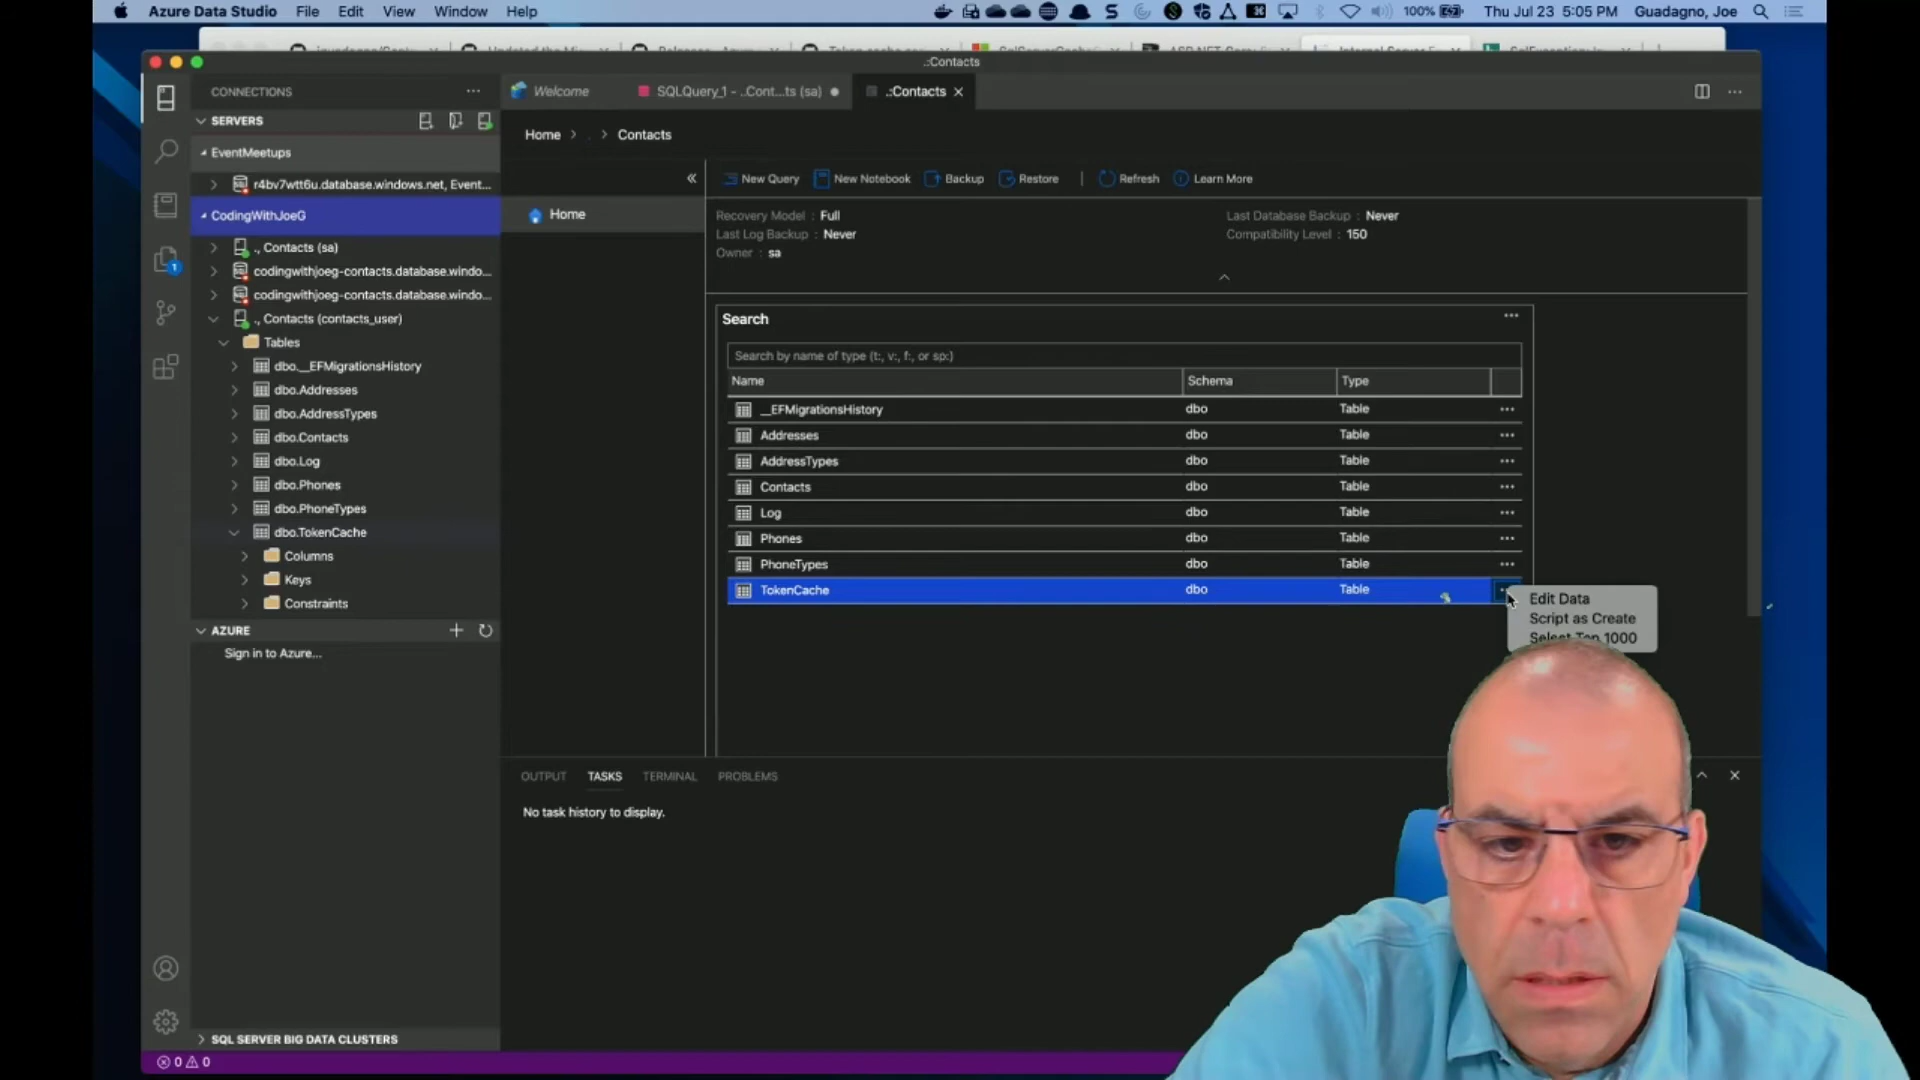 Azure Data Studio File Edit View Window Help
100% Thu Jul 23 5:05 PM Guadagno, Joe
.:Contacts
CONNECTIONS ...
Welcome
SQLQuery_1 - ..Cont...ts (sa)
.:Contacts
SERVERS
EventMeetups
r4bv7wtt6u.database.windows.net, Event...
CodingWithJoeG
., Contacts (sa)
codingwithjoeg-contacts.database.windo...
codingwithjoeg-contacts.database.windo...
., Contacts (contacts_user)
Tables
dbo.__EFMigrationsHistory
dbo.Addresses
dbo.AddressTypes
dbo.Contacts
dbo.Log
dbo.Phones
dbo.PhoneTypes
dbo.TokenCache
Columns
Keys
Constraints
AZURE
Sign in to Azure...
SQL SERVER BIG DATA CLUSTERS
0 0
1
Home > . > Contacts
Home
New Query New Notebook Backup Restore | Refresh Learn More
Recovery Model : Full
Last Database Backup : Never
Last Log Backup : Never
Compatibility Level : 150
Owner : sa
Search
Search by name of type (t:, v:, f:, or sp:)
Name Schema Type
__EFMigrationsHistory dbo Table
Addresses dbo Table
AddressTypes dbo Table
Contacts dbo Table
Log dbo Table
Phones dbo Table
PhoneTypes dbo Table
TokenCache dbo Table
Edit Data
Script as Create
Select Top 1000
OUTPUT TASKS TERMINAL PROBLEMS
No task history to display.